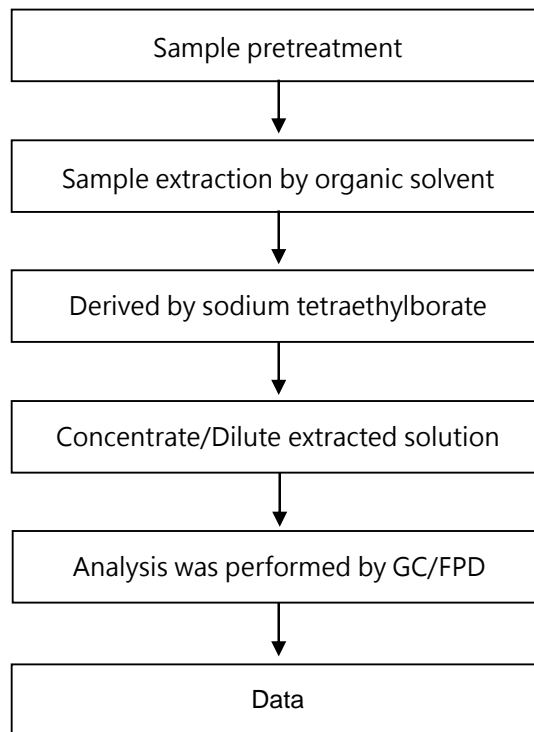 Sample pretreatment
Sample extraction by organic solvent
Derived by sodium tetraethylborate
Concentrate/Dilute extracted solution
Analysis was performed by GC/FPD
Data